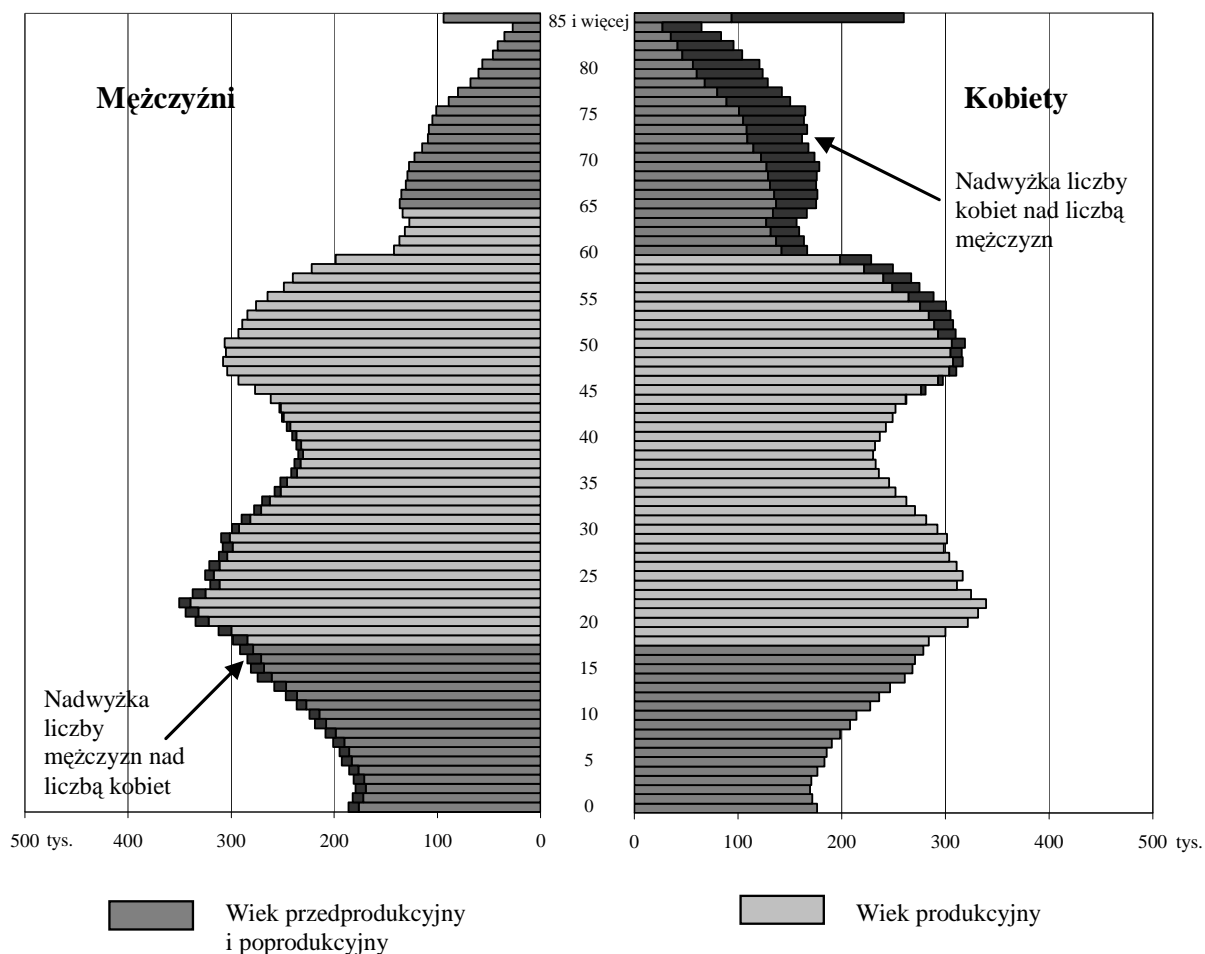 85 i więcej
Mężczyźni
Kobiety
80
75
70
65
60
55
50
45
40
35
30
25
20
15
10
5
0
Nadwyżka liczby
kobiet nad liczbą
mężczyzn
Nadwyżka
liczby
mężczyzn nad
liczbą kobiet
500 tys. 400 300 200 100 0
0 100 200 300 400 500 tys.
Wiek przedprodukcyjny
i poprodukcyjny
Wiek produkcyjny